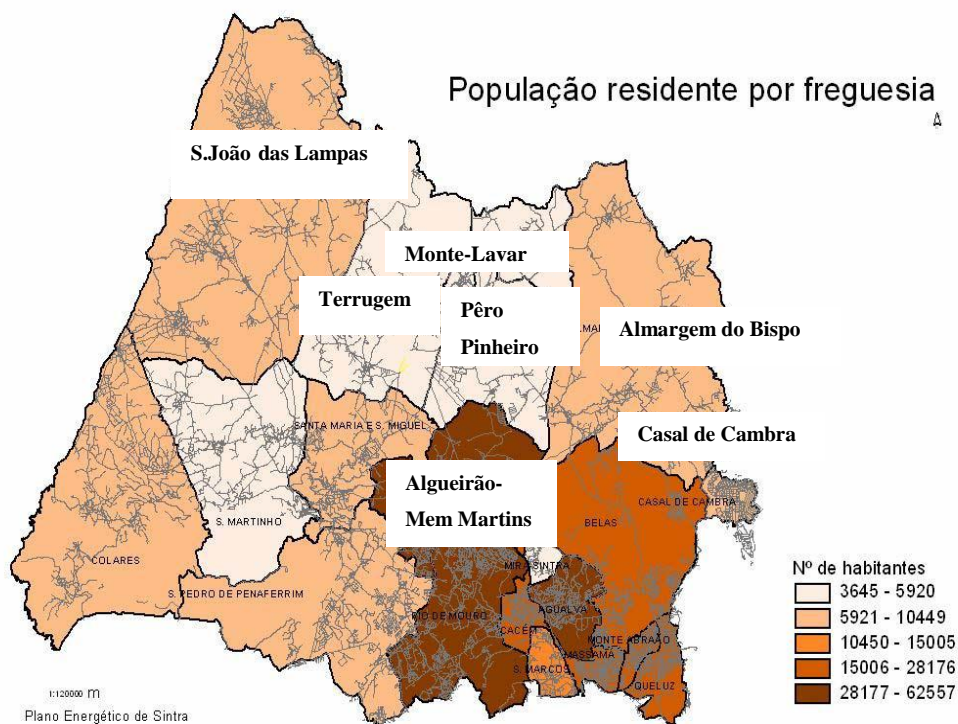 População residente por freguesia
S.João das Lampas
Monte-Lavar
Terrugem
Pêro
Pinheiro
Almargem do Bispo
SANTA MARIA E S. MIGUEL
Casal de Cambra
Algueirão-
Mem Martins
CASAL DE CAMBRA
S. MARTINHO
BELAS
COLARES
MIRA-SINTRA
S. PEDRO DE PENAFERRIM
RIO DE MOURO
AGUALVA
CACÉM
MONTE ABRAÃO
MASSAMÁ
S. MARCOS
QUELUZ
Nº de habitantes
3645 - 5920
5921 - 10449
10450 - 15005
15006 - 28176
28177 - 62557
1:120000 m
Plano Energético de Sintra